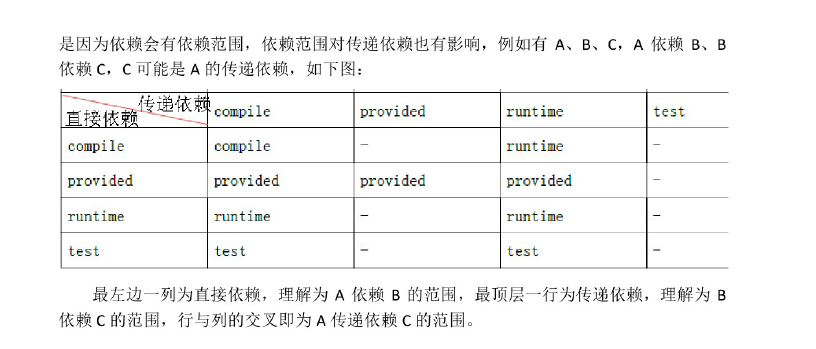 是因为依赖会有依赖范围，依赖范围对传递依赖也有影响，例如有 A、B、C，A 依赖 B、B
依赖 C，C 可能是 A 的传递依赖，如下图：
传递依赖
直接依赖 compile provided runtime test
compile compile - runtime -
provided provided provided provided -
runtime runtime - runtime -
test test - test -
最左边一列为直接依赖，理解为 A 依赖 B 的范围，最顶层一行为传递依赖，理解为 B
依赖 C 的范围，行与列的交叉即为 A 传递依赖 C 的范围。